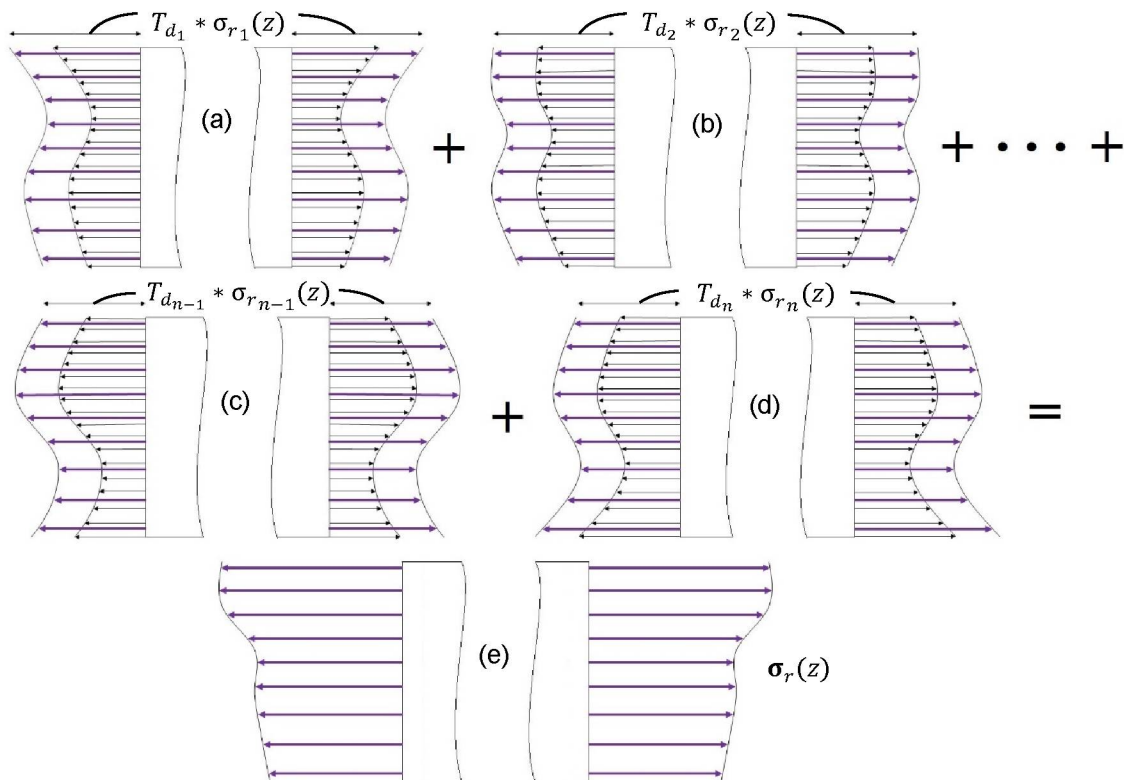 T_{d_1} * σ_{r_1}(z)
T_{d_2} * σ_{r_2}(z)
(a)
+
(b)
+ • • • +
T_{d_{n-1}} * σ_{r_{n-1}}(z)
T_{d_n} * σ_{r_n}(z)
(c)
+
(d)
=
(e)
σ_r(z)